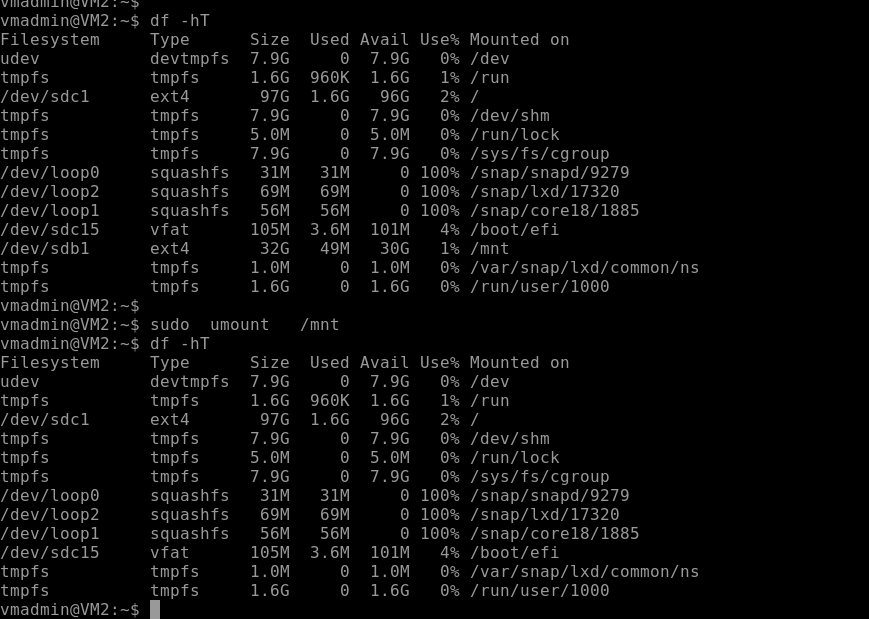 vmadmin@VM2:~$
vmadmin@VM2:~$ df -hT
Filesystem     Type      Size  Used Avail Use% Mounted on
udev           devtmpfs  7.9G     0  7.9G   0% /dev
tmpfs          tmpfs     1.6G  960K  1.6G   1% /run
/dev/sdc1      ext4       97G  1.6G   96G   2% /
tmpfs          tmpfs     7.9G     0  7.9G   0% /dev/shm
tmpfs          tmpfs     5.0M     0  5.0M   0% /run/lock
tmpfs          tmpfs     7.9G     0  7.9G   0% /sys/fs/cgroup
/dev/loop0     squashfs   31M   31M     0 100% /snap/snapd/9279
/dev/loop2     squashfs   69M   69M     0 100% /snap/lxd/17320
/dev/loop1     squashfs   56M   56M     0 100% /snap/core18/1885
/dev/sdc15     vfat      105M  3.6M  101M   4% /boot/efi
/dev/sdb1      ext4       32G   49M   30G   1% /mnt
tmpfs          tmpfs     1.0M     0  1.0M   0% /var/snap/lxd/common/ns
tmpfs          tmpfs     1.6G     0  1.6G   0% /run/user/1000
vmadmin@VM2:~$
vmadmin@VM2:~$ sudo  umount   /mnt
vmadmin@VM2:~$ df -hT
Filesystem     Type      Size  Used Avail Use% Mounted on
udev           devtmpfs  7.9G     0  7.9G   0% /dev
tmpfs          tmpfs     1.6G  960K  1.6G   1% /run
/dev/sdc1      ext4       97G  1.6G   96G   2% /
tmpfs          tmpfs     7.9G     0  7.9G   0% /dev/shm
tmpfs          tmpfs     5.0M     0  5.0M   0% /run/lock
tmpfs          tmpfs     7.9G     0  7.9G   0% /sys/fs/cgroup
/dev/loop0     squashfs   31M   31M     0 100% /snap/snapd/9279
/dev/loop2     squashfs   69M   69M     0 100% /snap/lxd/17320
/dev/loop1     squashfs   56M   56M     0 100% /snap/core18/1885
/dev/sdc15     vfat      105M  3.6M  101M   4% /boot/efi
tmpfs          tmpfs     1.0M     0  1.0M   0% /var/snap/lxd/common/ns
tmpfs          tmpfs     1.6G     0  1.6G   0% /run/user/1000
vmadmin@VM2:~$